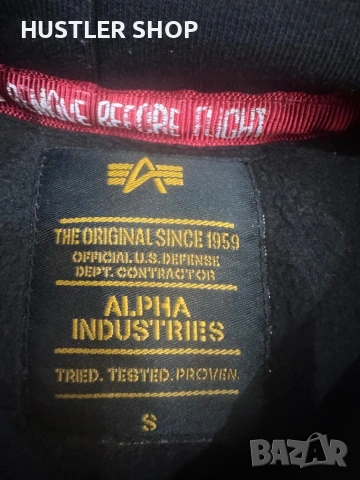 HUSTLER SHOP
REMOVE BEFORE FLIGHT
THE ORIGINAL SINCE 1959
OFFICIAL U.S. DEFENSE
DEPT. CONTRACTOR
ALPHA
INDUSTRIES
TRIED. TESTED. PROVEN.
S
BAZAR